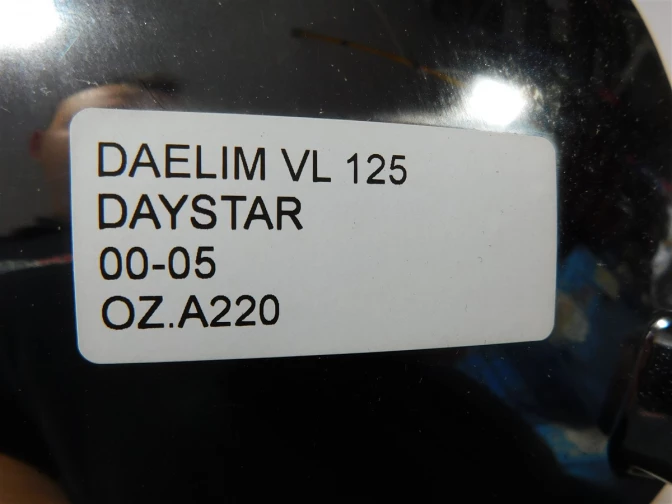 DAELIM VL 125
DAYSTAR
00-05
OZ.A220